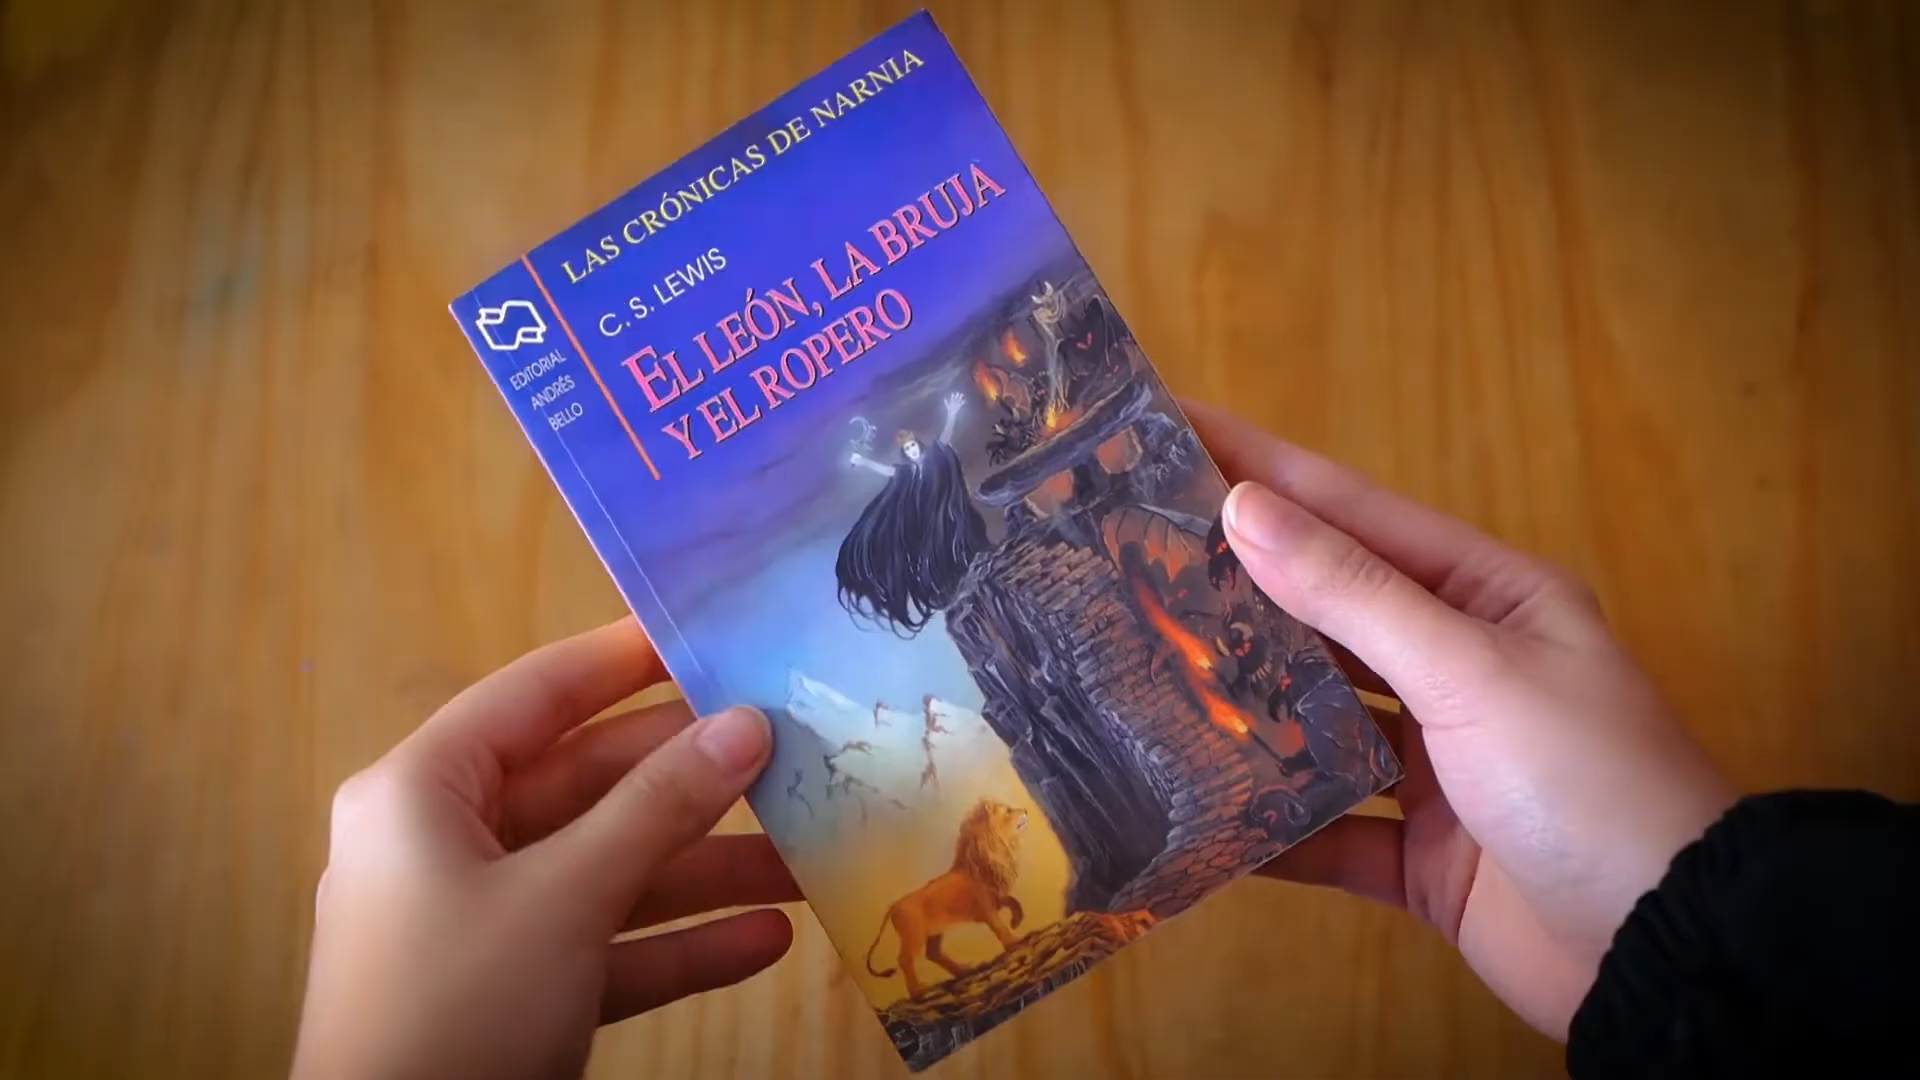 LAS CRÓNICAS DE NARNIA
C. S. LEWIS
EL LEÓN, LA BRUJA
Y EL ROPERO
EDITORIAL
ANDRÉS
BELLO